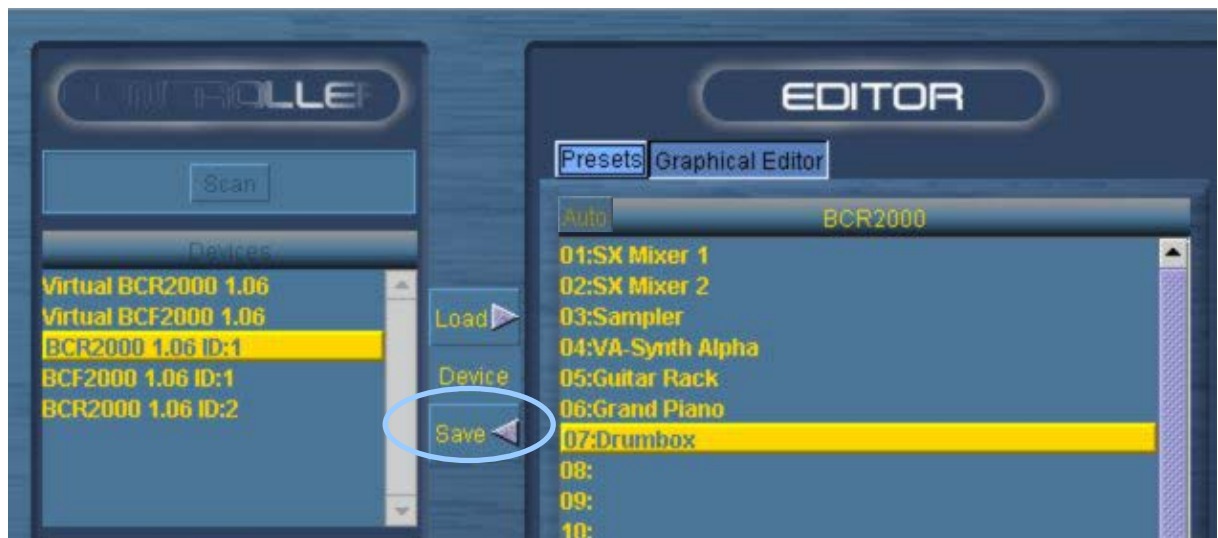 EDITOR
Scan
Devices
Virtual BCR2000 1.06
Virtual BCF2000 1.06
BCR2000 1.06 ID:1
BCF2000 1.06 ID:1
BCR2000 1.06 ID:2
Load
Device
Save
Presets Graphical Editor
Auto BCR2000
01:SX Mixer 1
02:SX Mixer 2
03:Sampler
04:VA-Synth Alpha
05:Guitar Rack
06:Grand Piano
07:Drumbox
08:
09:
10: